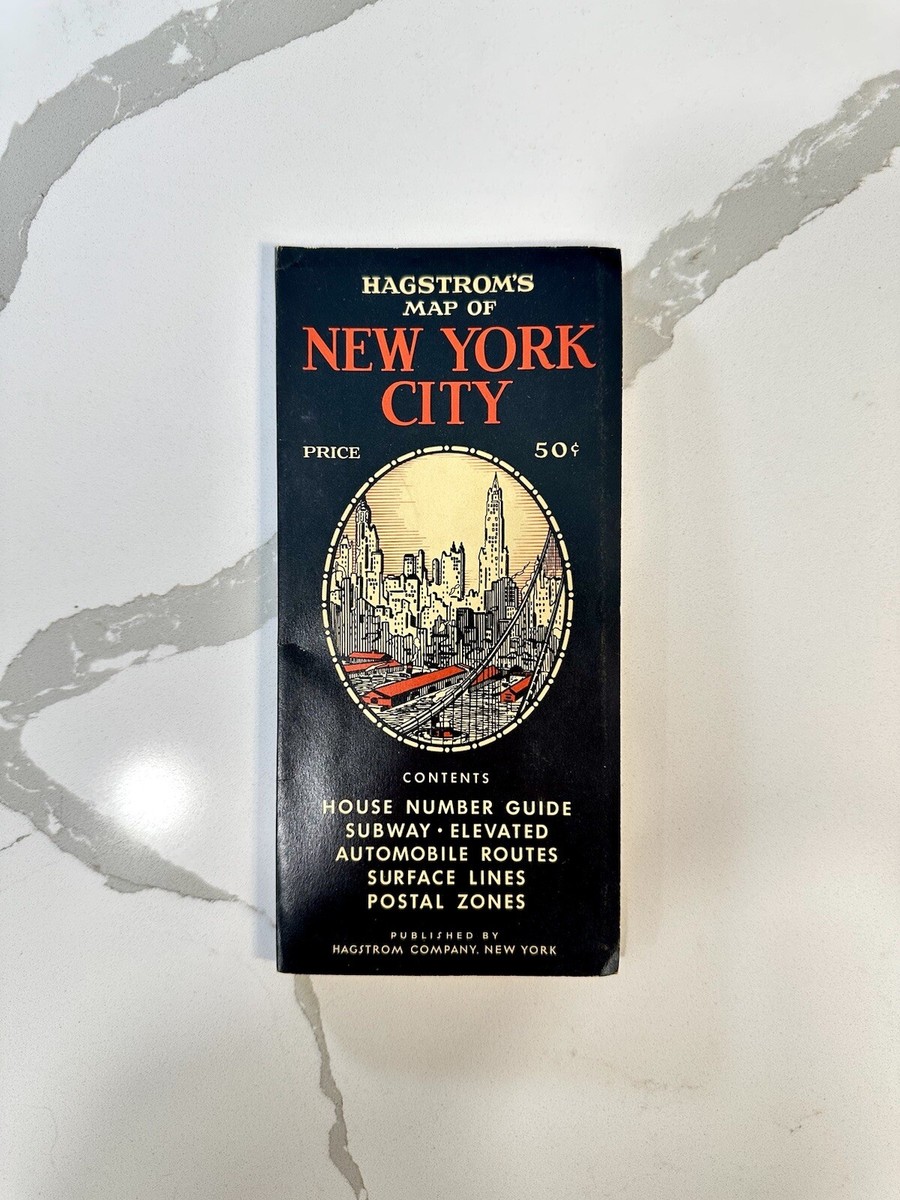 HAGSTROM'S
MAP OF
NEW YORK
CITY
PRICE 50¢
CONTENTS
HOUSE NUMBER GUIDE
SUBWAY • ELEVATED
AUTOMOBILE ROUTES
SURFACE LINES
POSTAL ZONES
PUBLISHED BY
HAGSTROM COMPANY, NEW YORK